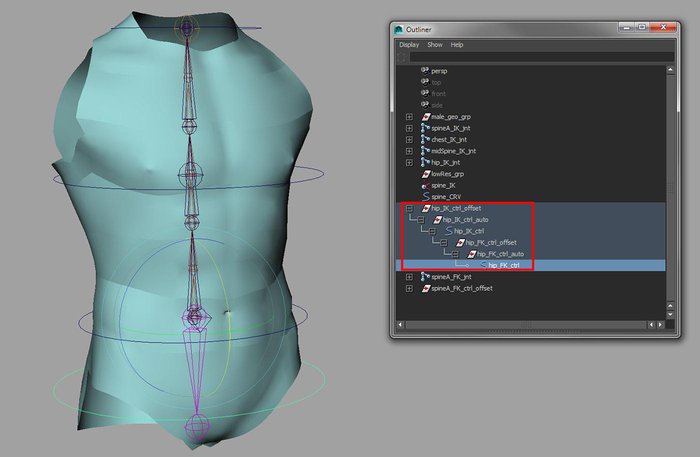 Outliner
Display Show Help
persp
top
front
side
male_geo_grp
spineA_IK_jnt
chest_IK_jnt
midSpine_IK_jnt
hip_IK_jnt
lowRes_grp
spine_IK
spine_CRV
hip_IK_ctrl_offset
hip_IK_ctrl_auto
hip_IK_ctrl
hip_FK_ctrl_offset
hip_FK_ctrl_auto
hip_FK_ctrl
spineA_FK_jnt
spineA_FK_ctrl_offset